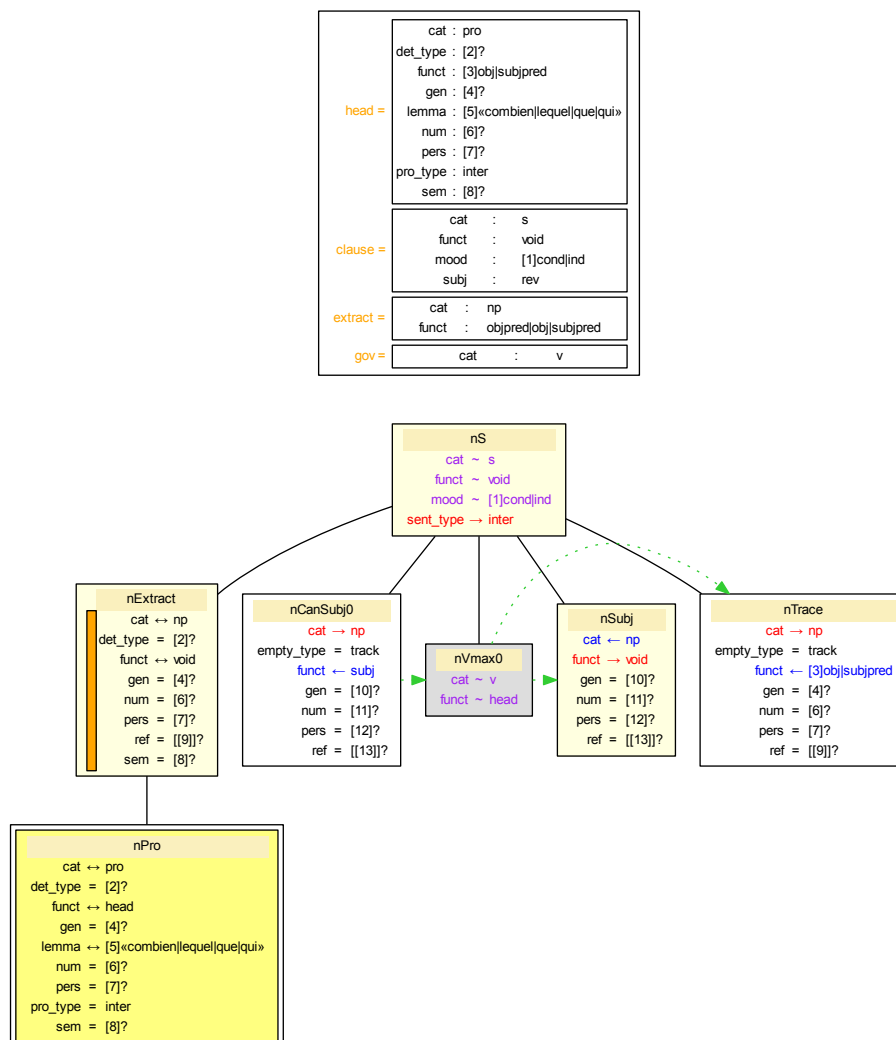 head =
cat : pro
det_type : [2]?
funct : [3]obj|subjpred
gen : [4]?
lemma : [5]«combien|lequel|que|qui»
num : [6]?
pers : [7]?
pro_type : inter
sem : [8]?
clause =
cat : s
funct : void
mood : [1]cond|ind
subj : rev
extract =
cat : np
funct : objpred|obj|subjpred
gov =
cat : v
nS
cat ~ s
funct ~ void
mood ~ [1]cond|ind
sent_type → inter
nExtract
cat ↔ np
det_type = [2]?
funct ↔ void
gen = [4]?
num = [6]?
pers = [7]?
ref = [[9]]?
sem = [8]?
nCanSubj0
cat → np
empty_type = track
funct ← subj
gen = [10]?
num = [11]?
pers = [12]?
ref = [[13]]?
nVmax0
cat ~ v
funct ~ head
nSubj
cat ← np
funct → void
gen = [10]?
num = [11]?
pers = [12]?
ref = [[13]]?
nTrace
cat → np
empty_type = track
funct ← [3]obj|subjpred
gen = [4]?
num = [6]?
pers = [7]?
ref = [[9]]?
nPro
cat ↔ pro
det_type = [2]?
funct ↔ head
gen = [4]?
lemma ↔ [5]«combien|lequel|que|qui»
num = [6]?
pers = [7]?
pro_type = inter
sem = [8]?